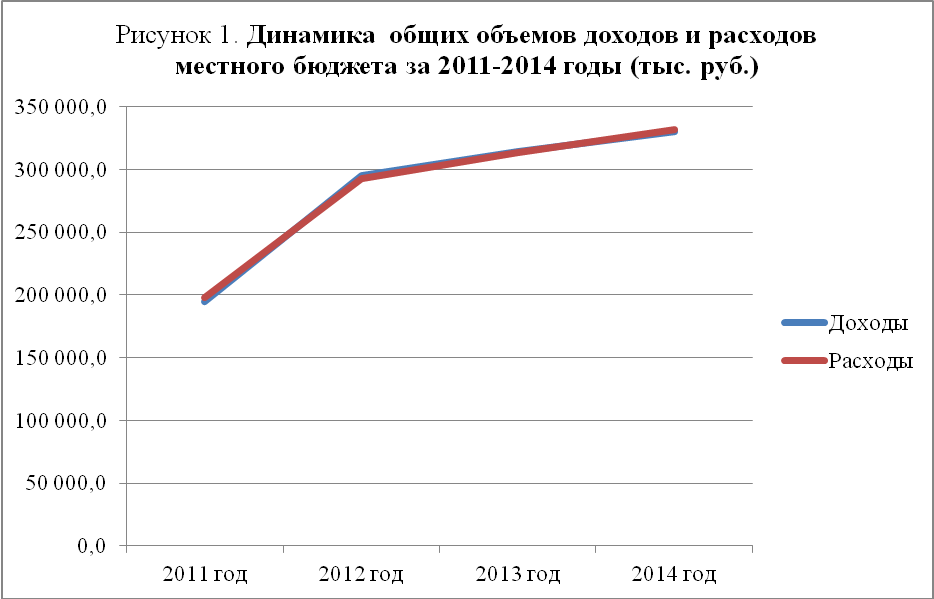 Рисунок 1. Динамика общих объемов доходов и расходов
местного бюджета за 2011-2014 годы (тыс. руб.)
350 000,0
300 000,0
250 000,0
200 000,0
150 000,0
100 000,0
50 000,0
0,0
2011 год
2012 год
2013 год
2014 год
Доходы
Расходы